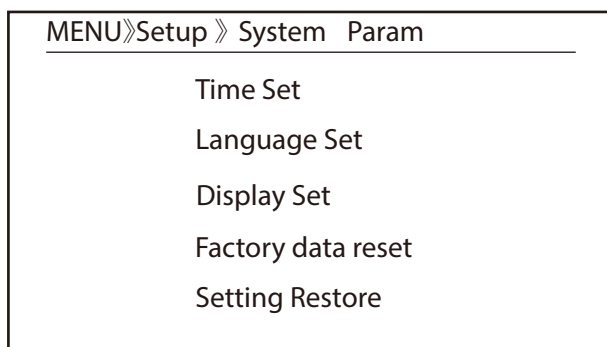 MENU》Setup 》 System Param
Time Set
Language Set
Display Set
Factory data reset
Setting Restore